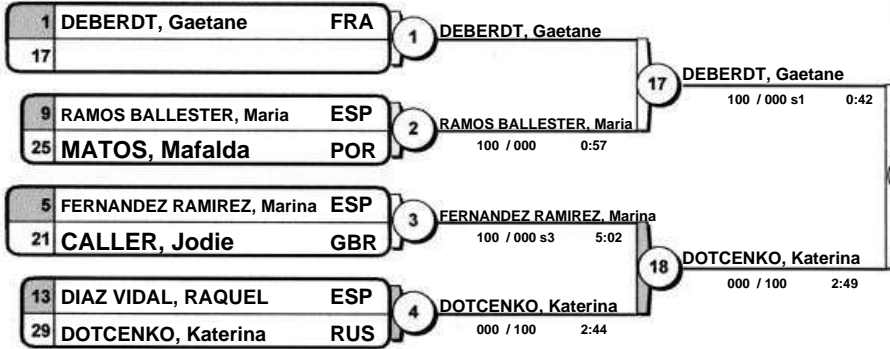 1 DEBERDT, Gaetane FRA
17
1 DEBERDT, Gaetane
9 RAMOS BALLESTER, Maria ESP
25 MATOS, Mafalda POR
2 RAMOS BALLESTER, Maria
100 / 000 0:57
17 DEBERDT, Gaetane
100 / 000 s1 0:42
5 FERNANDEZ RAMIREZ, Marina ESP
21 CALLER, Jodie GBR
3 FERNANDEZ RAMIREZ, Marina
100 / 000 s3 5:02
13 DIAZ VIDAL, RAQUEL ESP
29 DOTCENKO, Katerina RUS
4 DOTCENKO, Katerina
000 / 100 2:44
18 DOTCENKO, Katerina
000 / 100 2:49